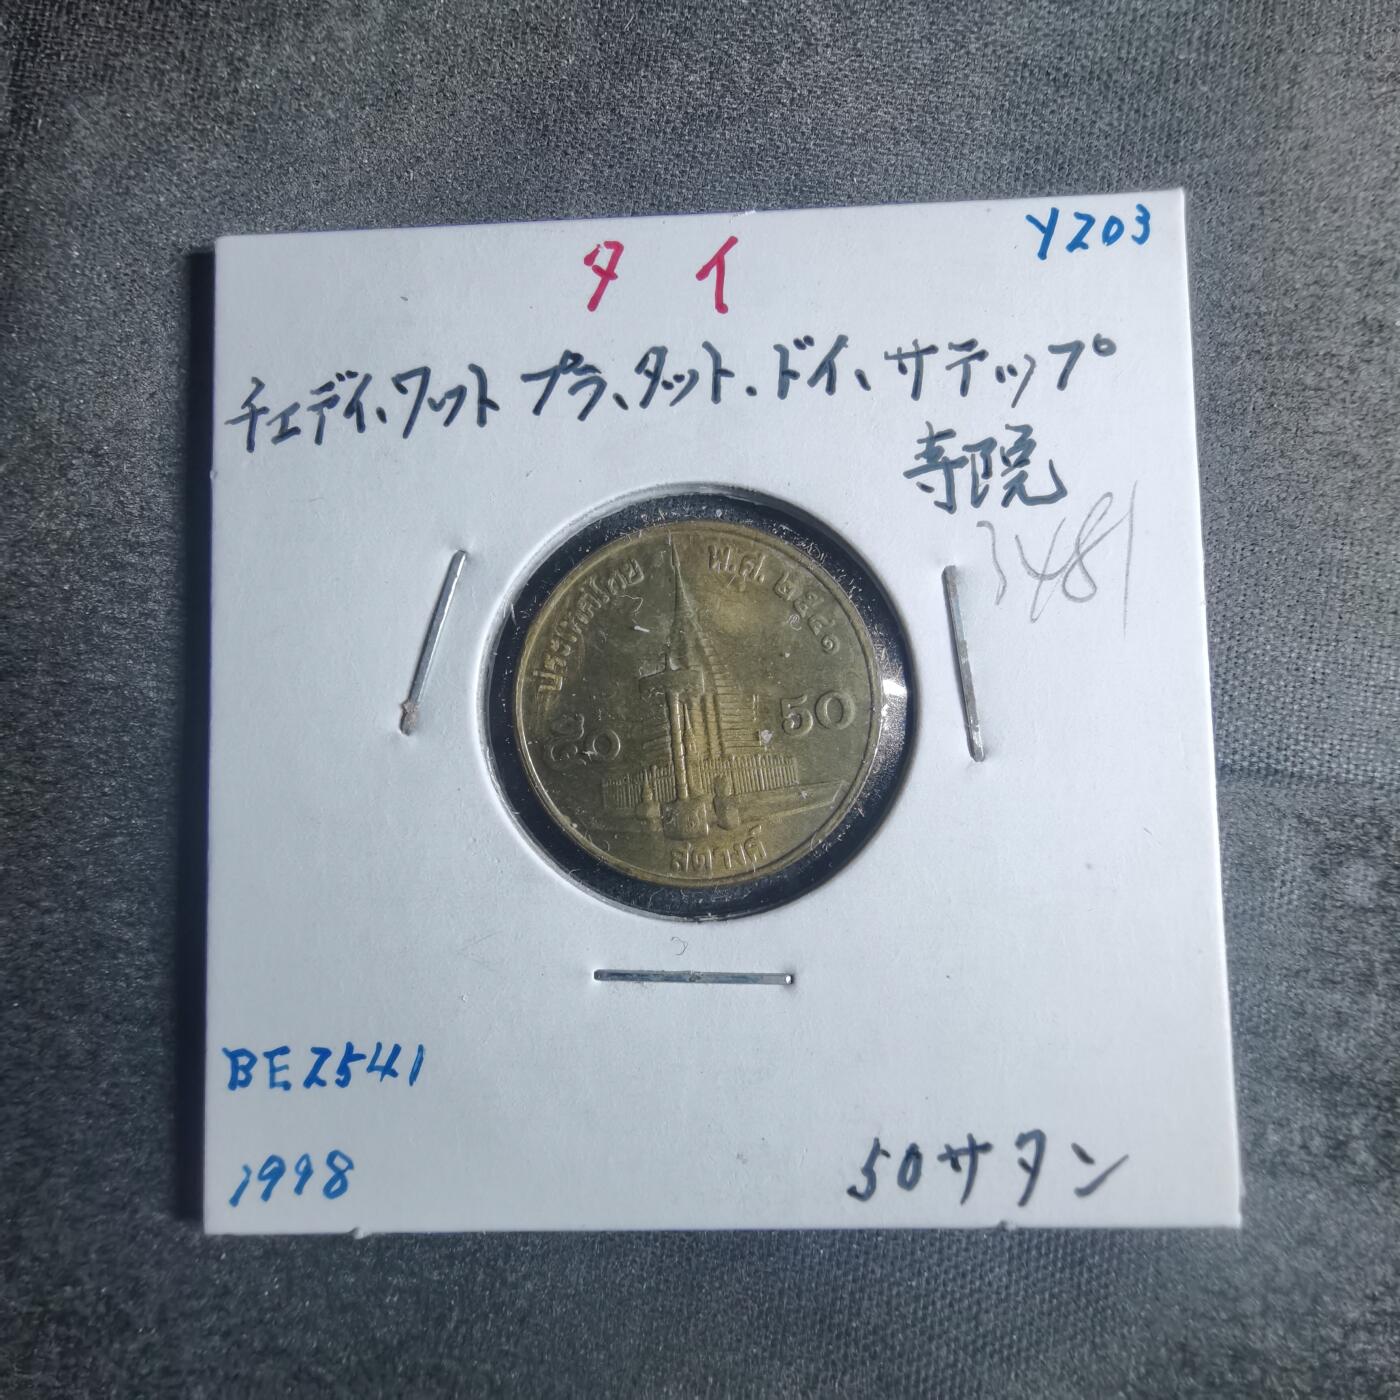 Y203
タイ
チェディ、ワット プラ、タット、ドイ、サテップ
寺院
3481
ประเทศไทย พ.ศ. ๒๕๔๑
๕๐ 50
สตางค์
BE2541
1998
50サタン